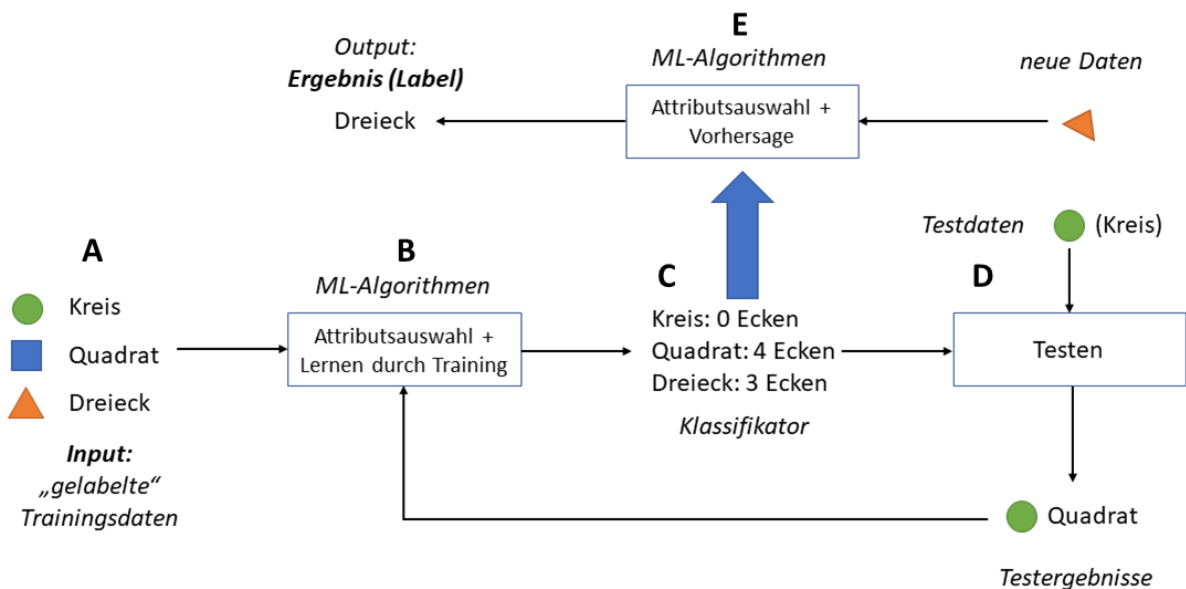 E
Output:
ML-Algorithmen
neue Daten
Ergebnis (Label)
Dreieck
Attributsauswahl +
Vorhersage
Testdaten
(Kreis)
A
B
C
D
ML-Algorithmen
Kreis
Quadrat
Dreieck
Attributsauswahl +
Lernen durch Training
Kreis: 0 Ecken
Quadrat: 4 Ecken
Dreieck: 3 Ecken
Klassifikator
Testen
Input:
„gelabelte“
Trainingsdaten
Quadrat
Testergebnisse